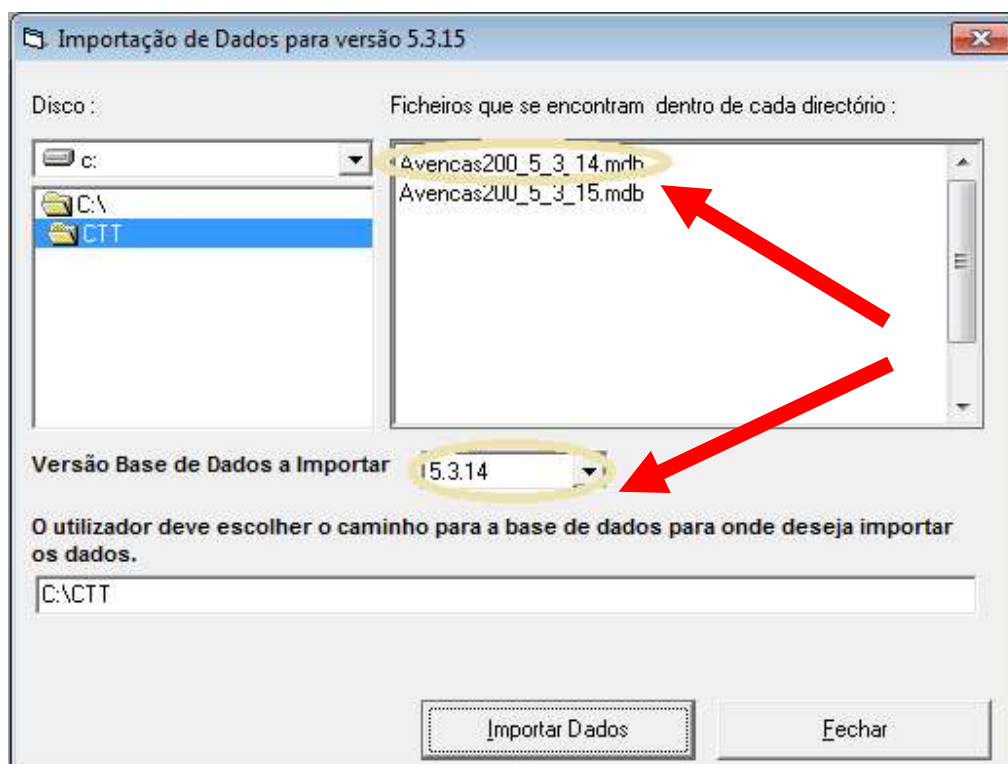 Importação de Dados para versão 5.3.15
Disco :
Ficheiros que se encontram dentro de cada directório :
c:
Avencas200_5_3_14.mdb
Avencas200_5_3_15.mdb
C:\
CTT
Versão Base de Dados a Importar
5.3.14
O utilizador deve escolher o caminho para a base de dados para onde deseja importar
os dados.
C:\CTT
Importar Dados
Fechar